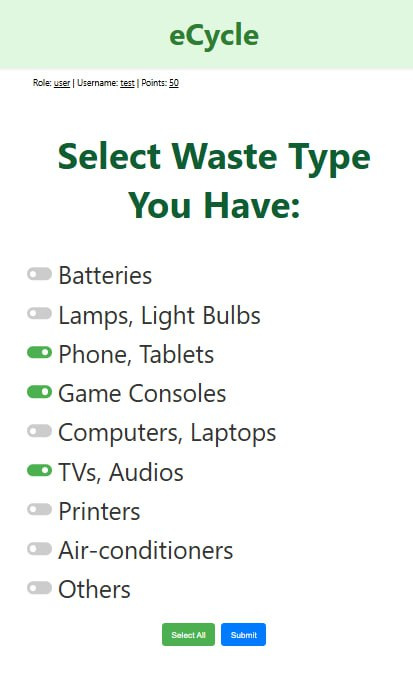 eCycle
Role: user | Username: test | Points: 50
Select Waste Type
You Have:
Batteries
Lamps, Light Bulbs
Phone, Tablets
Game Consoles
Computers, Laptops
TVs, Audios
Printers
Air-conditioners
Others
Select All Submit